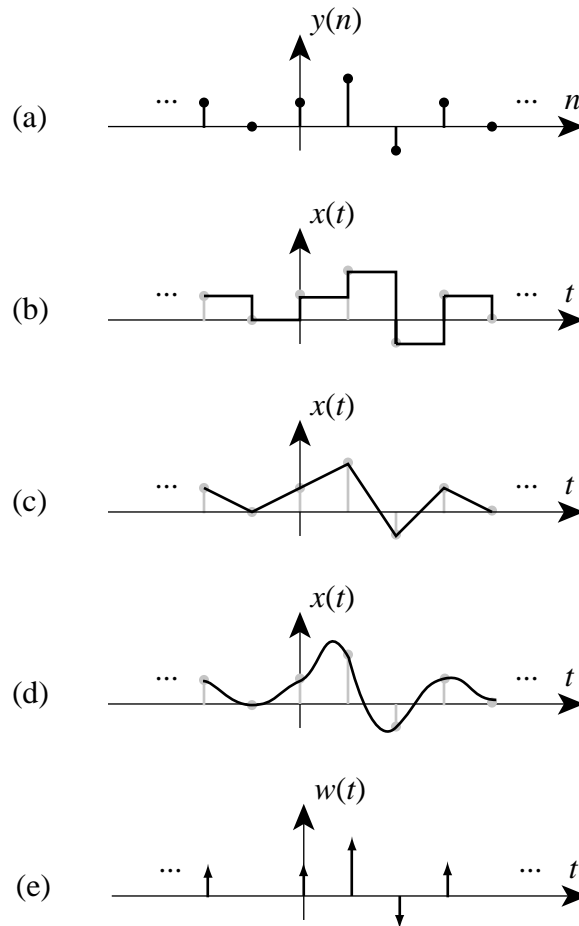 y(n)
(a) ... ... n
x(t)
(b) ... ... t
x(t)
(c) ... ... t
x(t)
(d) ... ... t
w(t)
(e) ... ... t